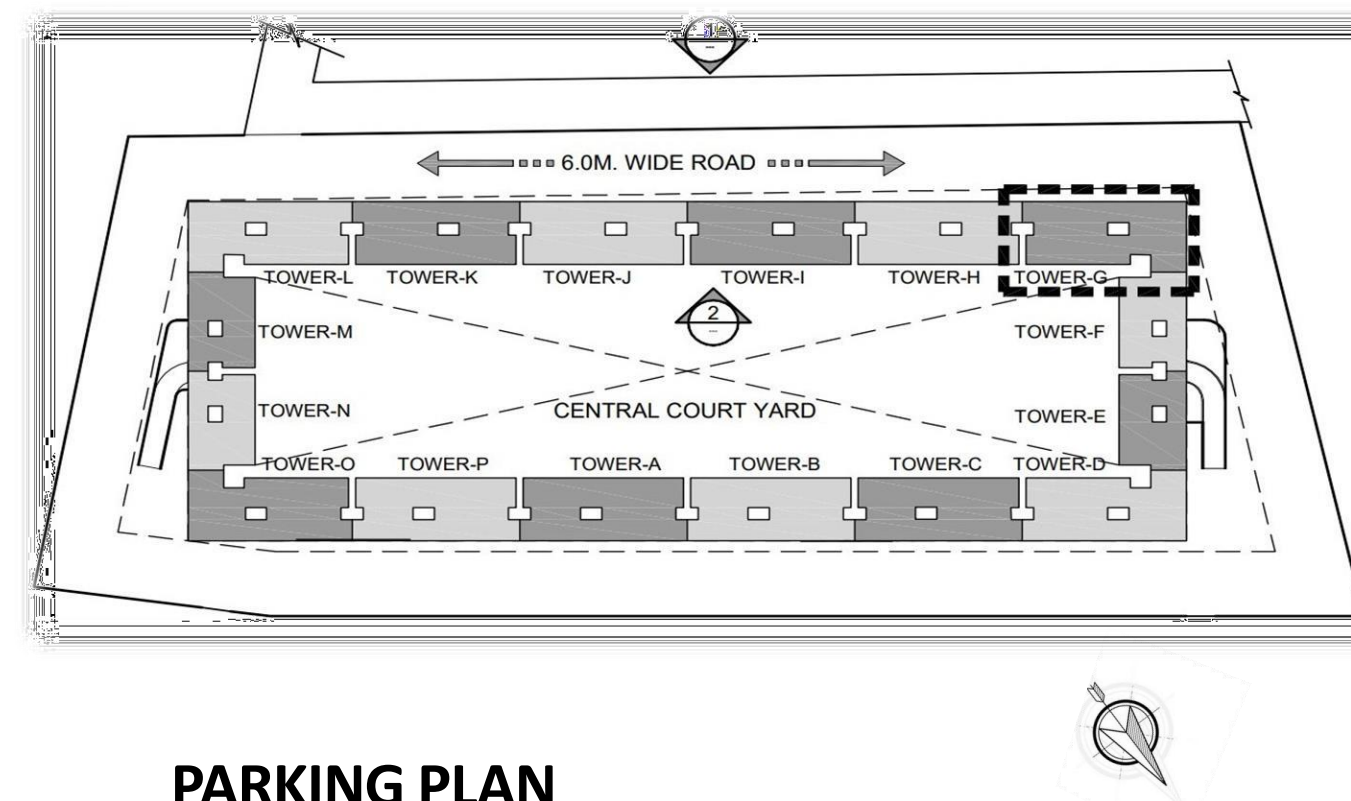 1
6.0M. WIDE ROAD
TOWER-L TOWER-K TOWER-J TOWER-I TOWER-H TOWER-G
2
TOWER-M TOWER-F
TOWER-N CENTRAL COURT YARD TOWER-E
TOWER-O TOWER-P TOWER-A TOWER-B TOWER-C TOWER-D
PARKING PLAN